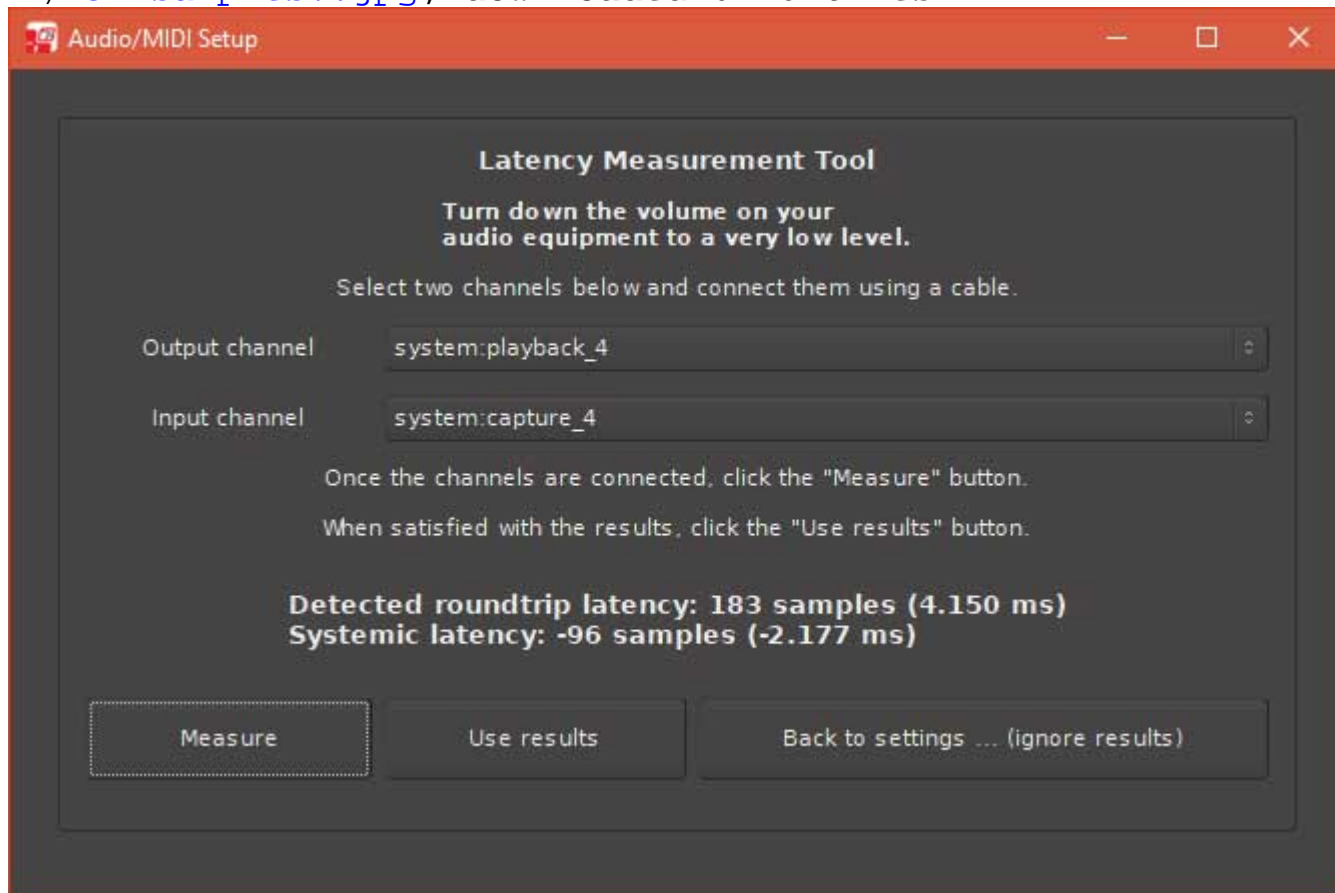 Audio/MIDI Setup
Latency Measurement Tool
Turn down the volume on your
audio equipment to a very low level.
Select two channels below and connect them using a cable.
Output channel system:playback_4
Input channel system:capture_4
Once the channels are connected, click the "Measure" button.
When satisfied with the results, click the "Use results" button.
Detected roundtrip latency: 183 samples (4.150 ms)
Systemic latency: -96 samples (-2.177 ms)
Measure Use results Back to settings ... (ignore results)